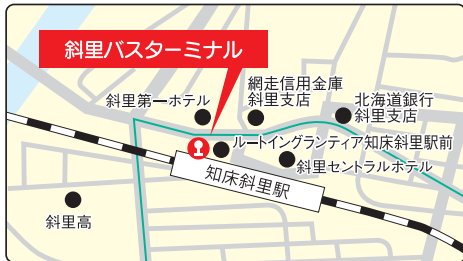 斜里バスターミナル
斜里第一ホテル
網走信用金庫
斜里支店
北海道銀行
斜里支店
ルートイングランティア知床斜里駅前
斜里セントラルホテル
知床斜里駅
斜里高